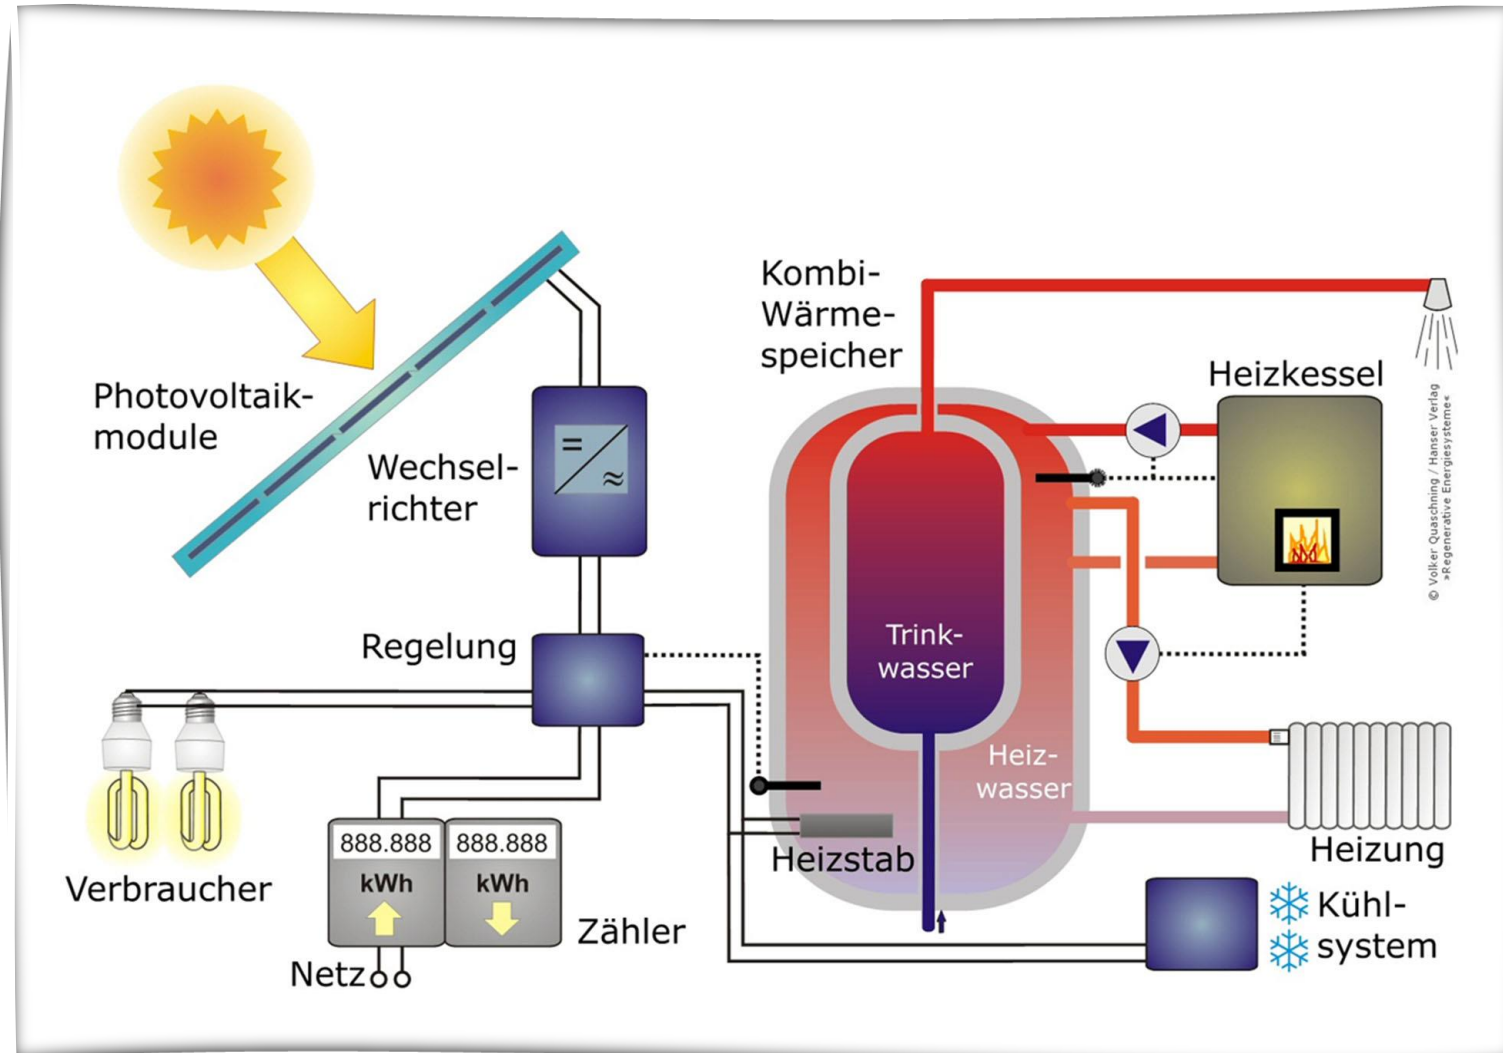 Photovoltaik-
module
Wechsel-
richter
=
≈
Regelung
Verbraucher
888.888
888.888
kWh
kWh
Zähler
Netz
Kombi-
Wärme-
speicher
Trink-
wasser
Heiz-
wasser
Heizstab
Heizkessel
Heizung
Kühl-
system
© Volker Quaschning / Hanser Verlag
»Regenerative Energiesysteme«